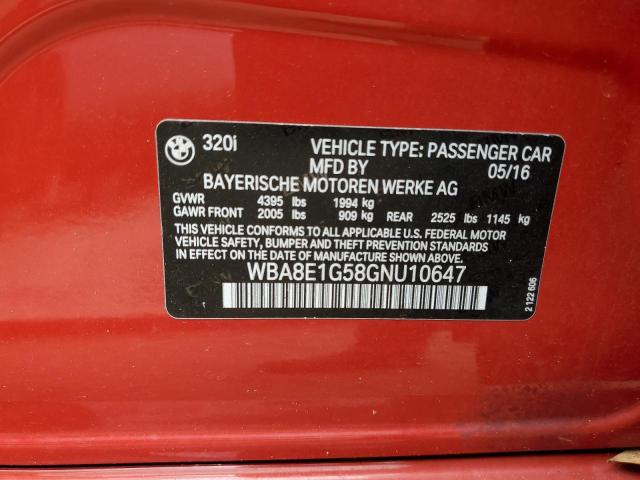 320i VEHICLE TYPE: PASSENGER CAR
MFD BY 05/16
BAYERISCHE MOTOREN WERKE AG
GVWR 4395 lbs 1994 kg
GAWR FRONT 2005 lbs 909 kg REAR 2525 lbs 1145 kg
THIS VEHICLE CONFORMS TO ALL APPLICABLE U.S. FEDERAL MOTOR
VEHICLE SAFETY, BUMPER AND THEFT PREVENTION STANDARDS IN
EFFECT ON THE DATE OF MANUFACTURE SHOWN ABOVE.
WBA8E1G58GNU10647
2 122 606